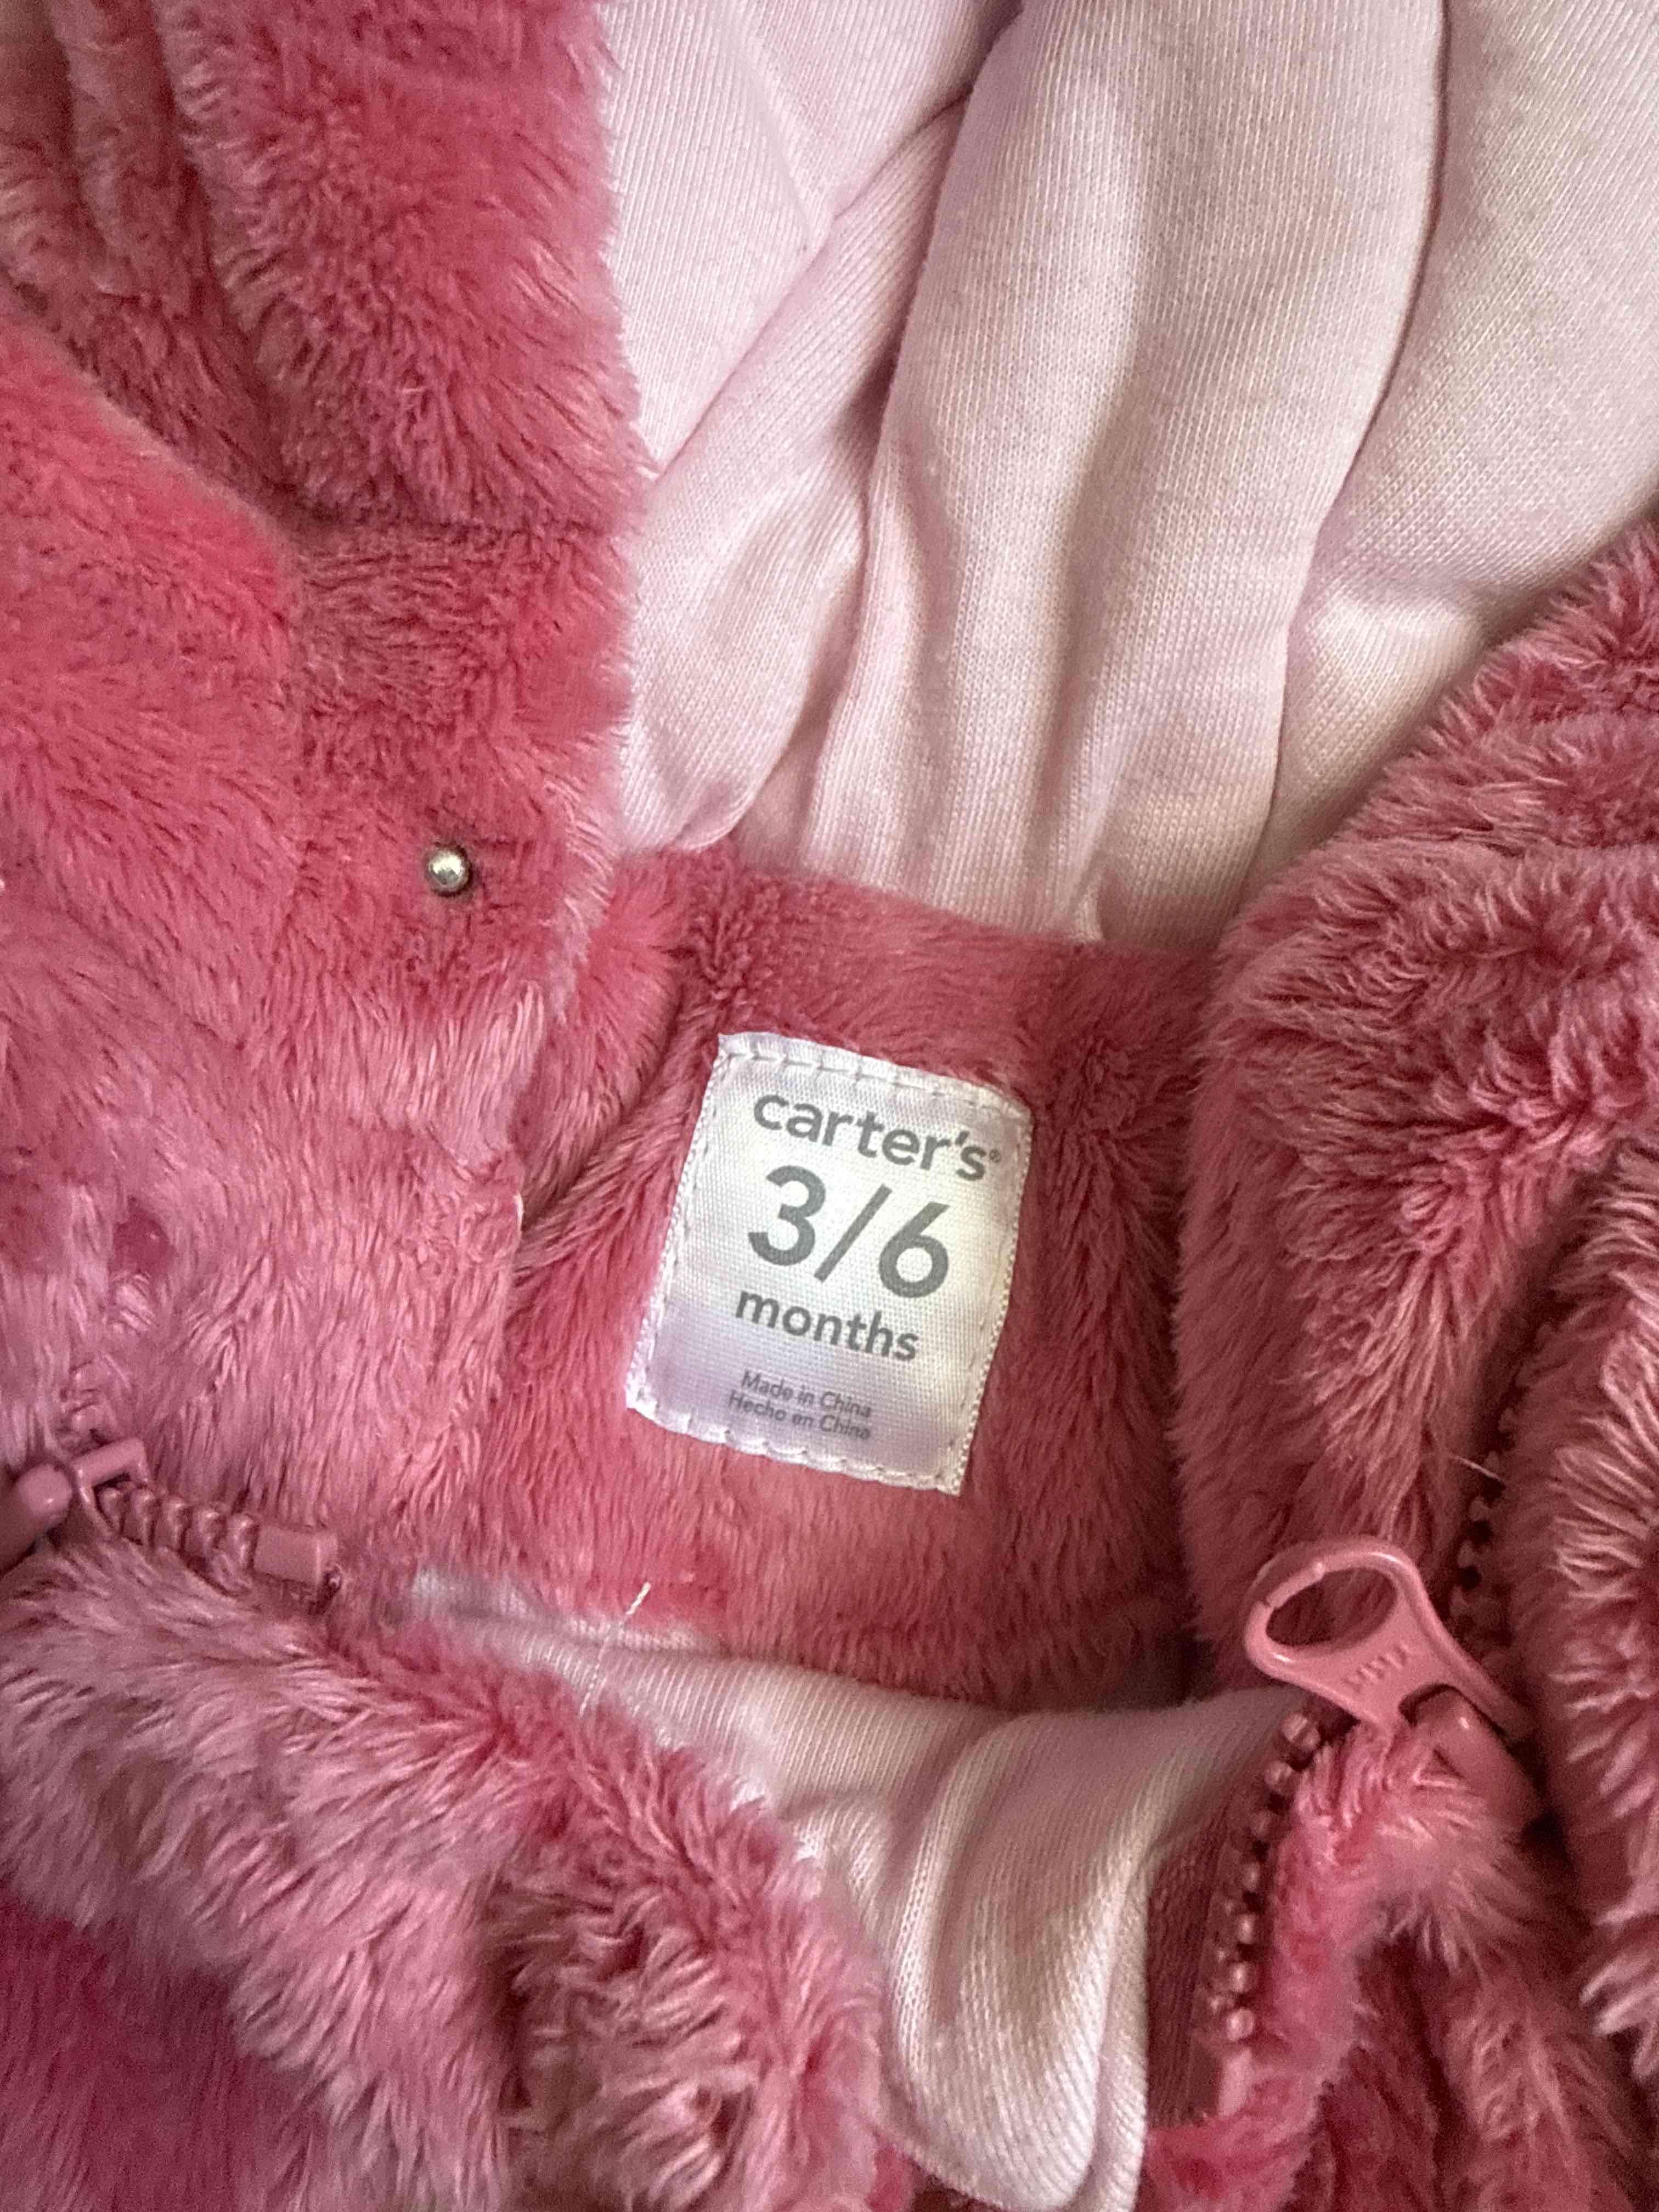 carter's®
3/6
months
Made in China
Hecho en China